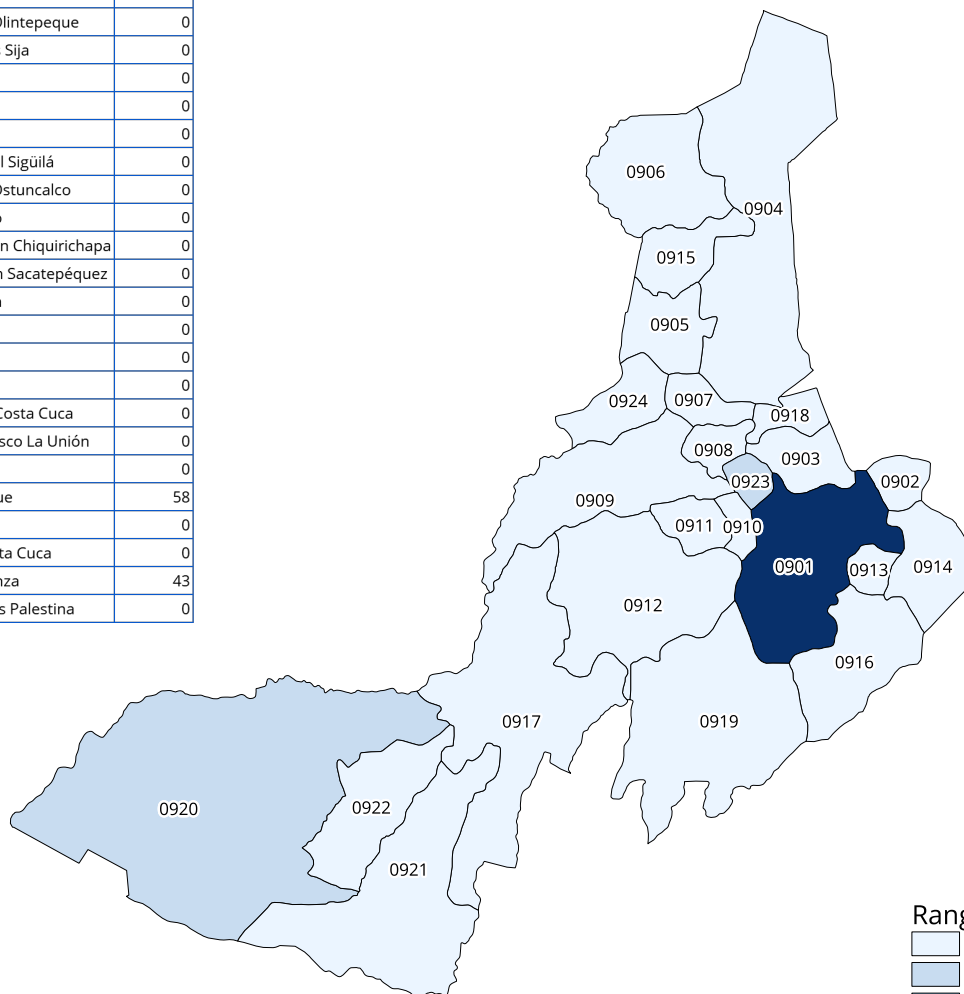 Olintepeque 0
Sija 0
0
0
0
l Sigüilá 0
Ostuncalco 0
0
n Chiquirichapa 0
n Sacatepéquez 0
a 0
0
0
0
Costa Cuca 0
sco La Unión 0
0
ue 58
0
ta Cuca 0
nza 43
s Palestina 0
0906
0904
0915
0905
0924
0907
0918
0908
0903
0923
0902
0909
0911
0910
0901
0913
0914
0912
0916
0917
0919
0920
0922
0921
Rang